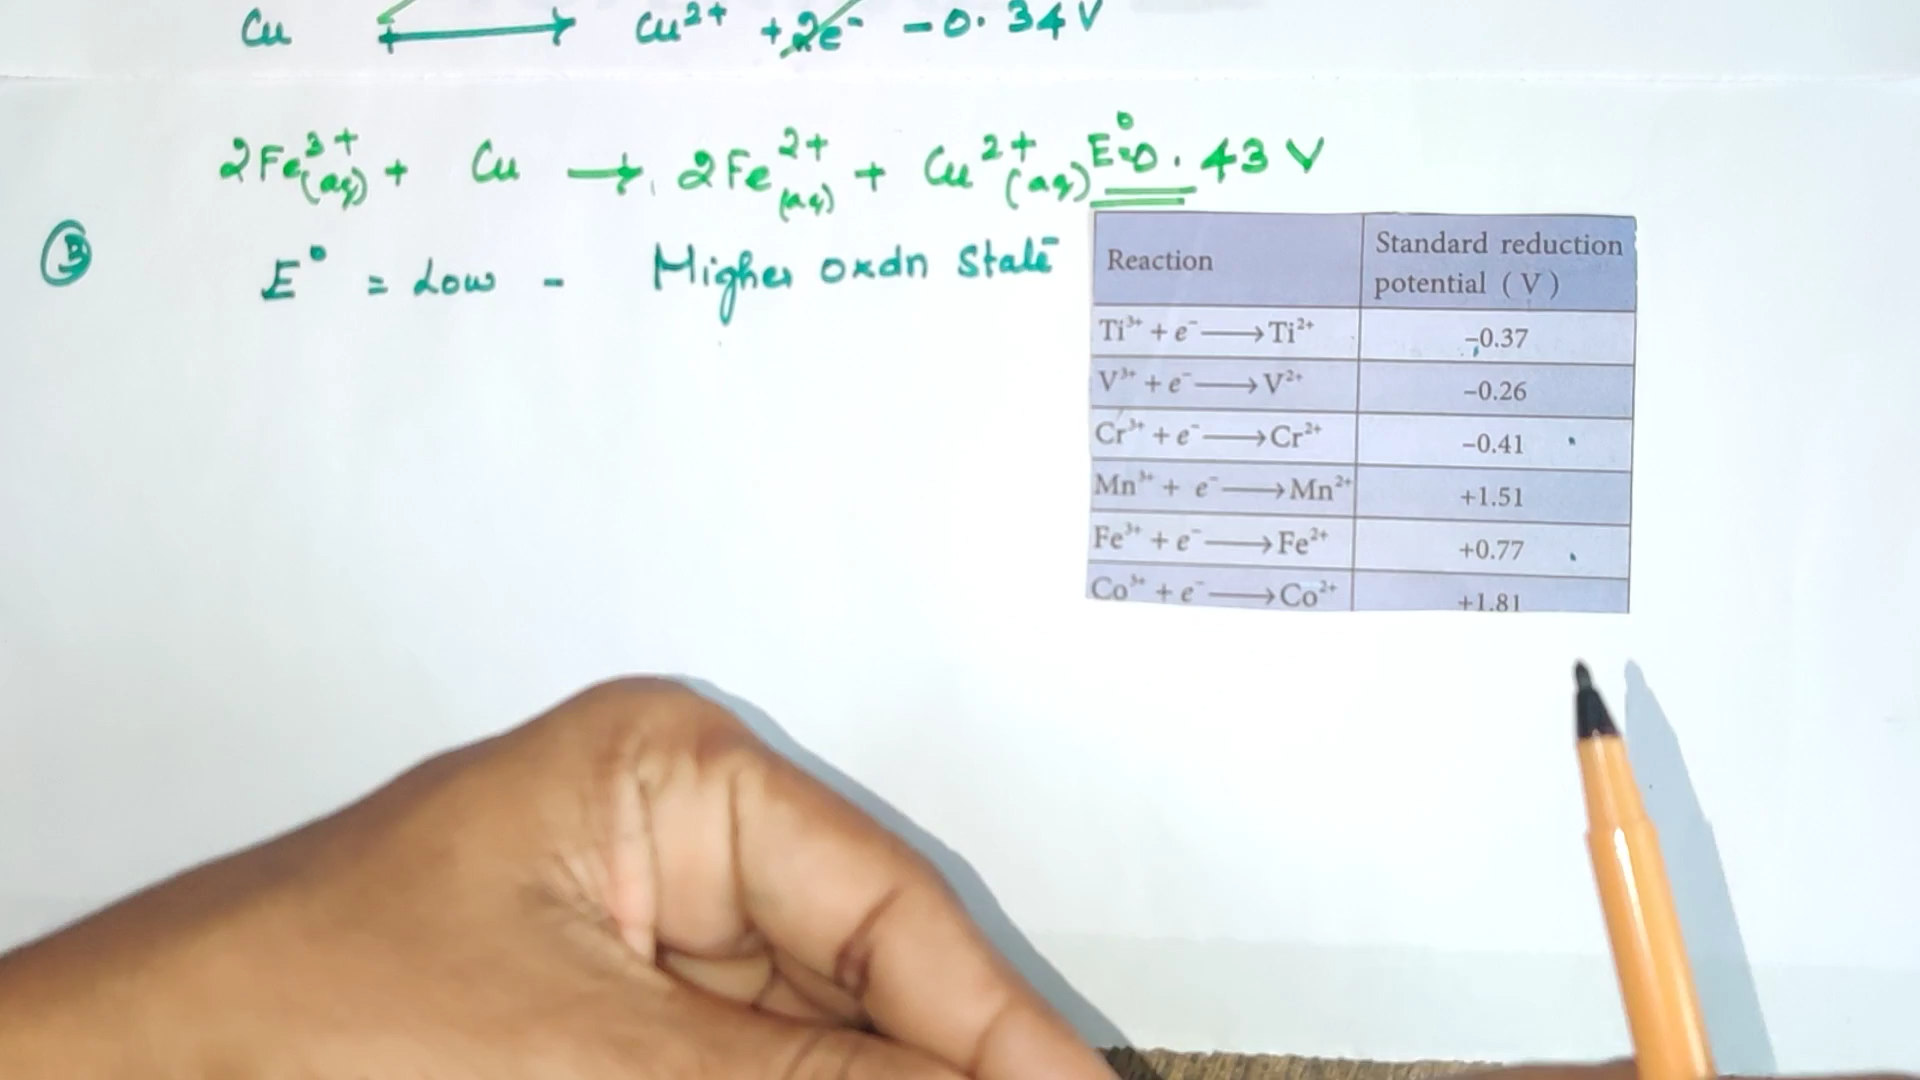 Cu ⟷ Cu²⁺ + 2e⁻ -0.34V
2Fe³⁺(aq) + Cu → 2Fe²⁺(aq) + Cu²⁺(aq) E°=0.43 V
③ E° = Low - Higher oxdn state
Reaction Standard reduction potential ( V )
Ti³⁺ + e⁻ ⟶ Ti²⁺ -0.37
V³⁺ + e⁻ ⟶ V²⁺ -0.26
Cr³⁺ + e⁻ ⟶ Cr²⁺ -0.41
Mn³⁺ + e⁻ ⟶ Mn²⁺ +1.51
Fe³⁺ + e⁻ ⟶ Fe²⁺ +0.77
Co³⁺ + e⁻ ⟶ Co²⁺ +1.81